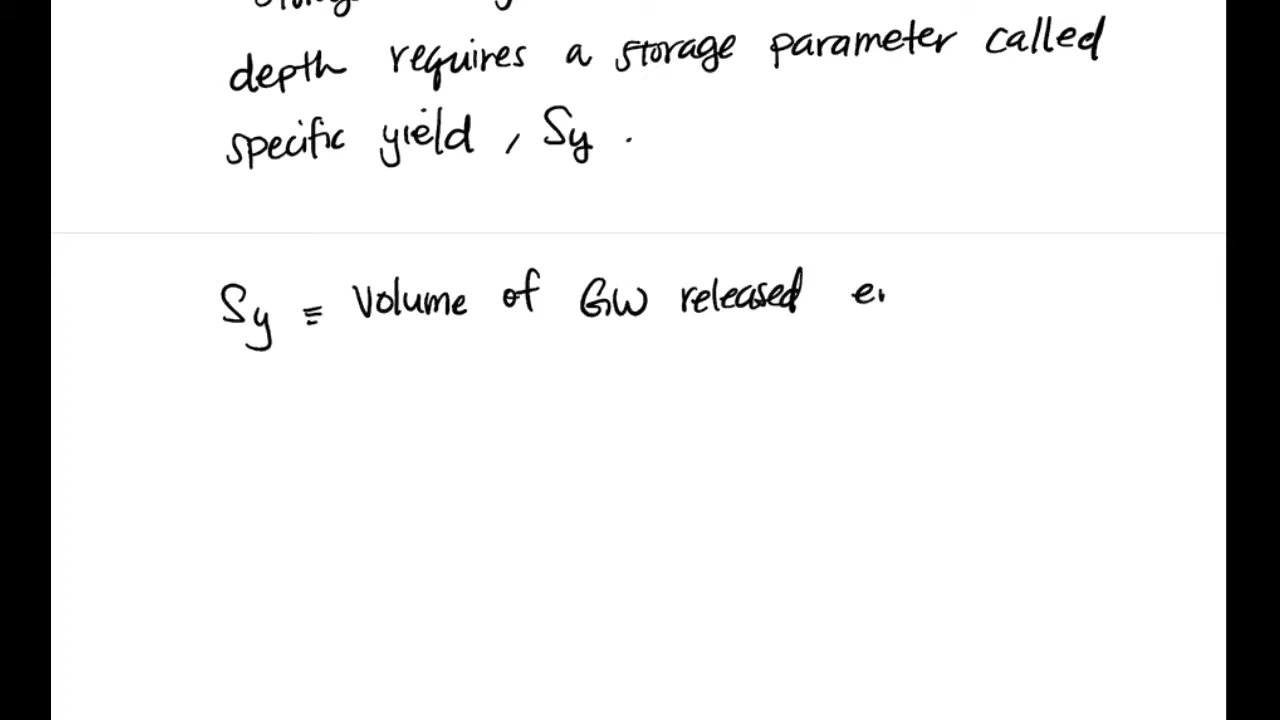 depth requires a storage parameter called
specific yield, Sy.
Sy ≡ Volume of GW released